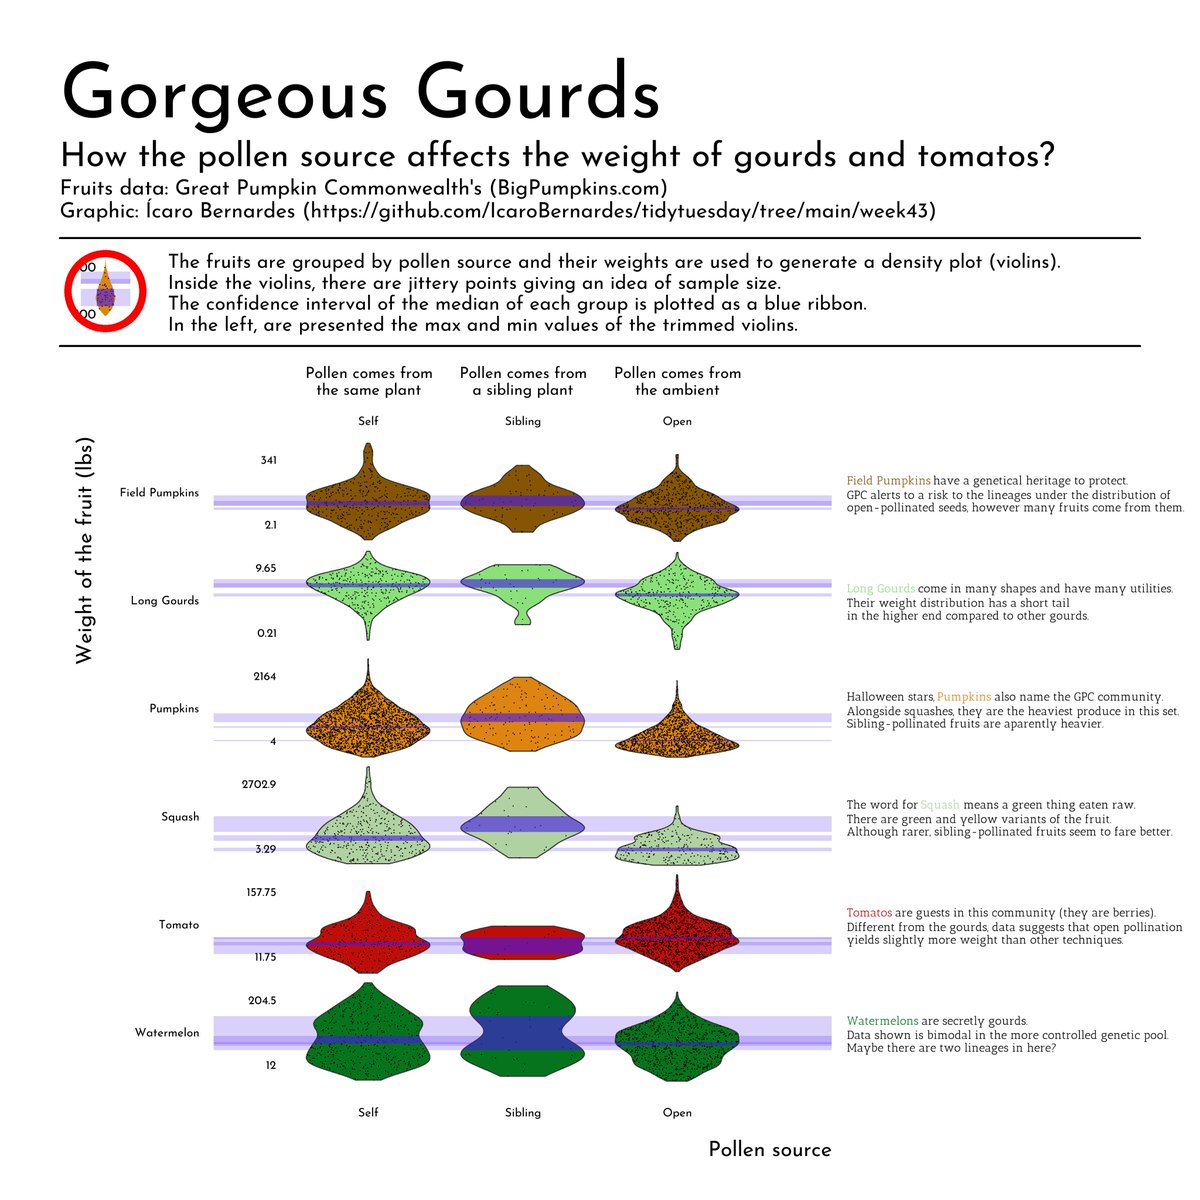 Gorgeous Gourds
How the pollen source affects the weight of gourds and tomatos?
Fruits data: Great Pumpkin Commonwealth's (BigPumpkins.com)
Graphic: Ícaro Bernardes (https://github.com/IcaroBernardes/tidytuesday/tree/main/week43)
00
00
The fruits are grouped by pollen source and their weights are used to generate a density plot (violins).
Inside the violins, there are jittery points giving an idea of sample size.
The confidence interval of the median of each group is plotted as a blue ribbon.
In the left, are presented the max and min values of the trimmed violins.
Pollen comes from
the same plant
Pollen comes from
a sibling plant
Pollen comes from
the ambient
Self
Sibling
Open
Weight of the fruit (lbs)
Field Pumpkins
341
2.1
Field Pumpkins have a genetical heritage to protect.
GPC alerts to a risk to the lineages under the distribution of
open-pollinated seeds, however many fruits come from them.
Long Gourds
9.65
0.21
Long Gourds come in many shapes and have many utilities.
Their weight distribution has a short tail
in the higher end compared to other gourds.
Pumpkins
2164
4
Halloween stars, Pumpkins also name the GPC community.
Alongside squashes, they are the heaviest produce in this set.
Sibling-pollinated fruits are aparently heavier.
Squash
2702.9
3.29
The word for Squash means a green thing eaten raw.
There are green and yellow variants of the fruit.
Although rarer, sibling-pollinated fruits seem to fare better.
Tomato
157.75
11.75
Tomatos are guests in this community (they are berries).
Different from the gourds, data suggests that open pollination
yields slightly more weight than other techniques.
Watermelon
204.5
12
Watermelons are secretly gourds.
Data shown is bimodal in the more controlled genetic pool.
Maybe there are two lineages in here?
Self
Sibling
Open
Pollen source